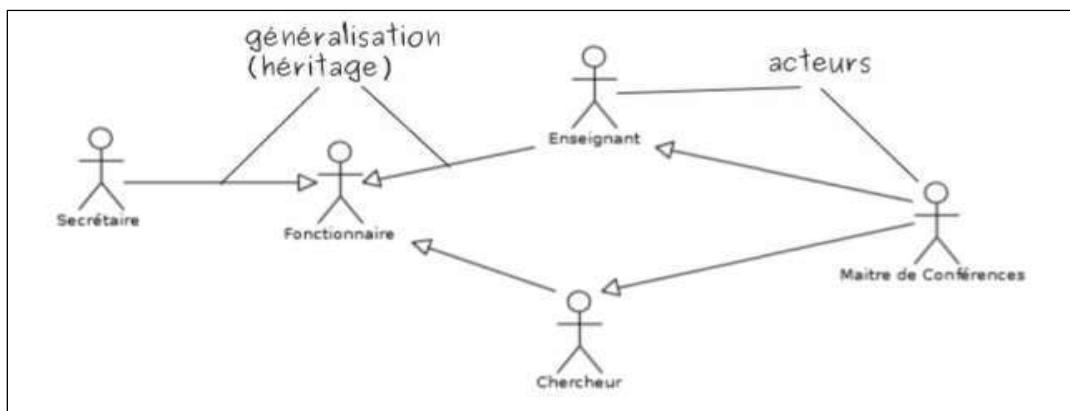 généralisation
(héritage)
acteurs
Enseignant
Secrétaire
Fonctionnaire
Maitre de Conférences
Chercheur